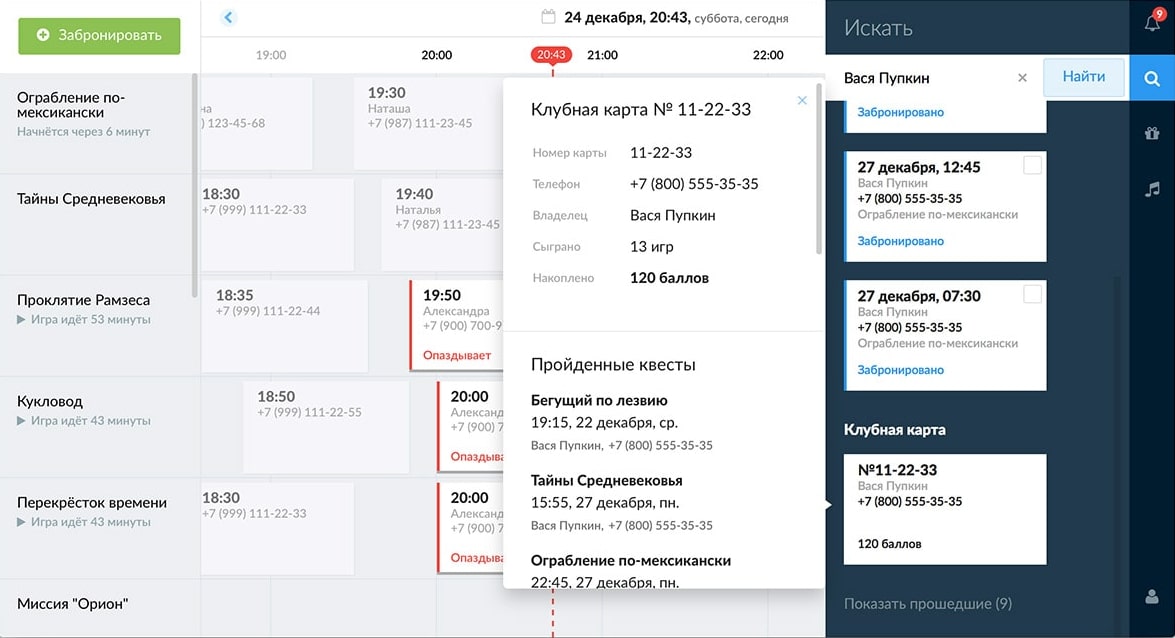 Забронировать
24 декабря, 20:43, суббота, сегодня
19:00
20:00
20:43
21:00
22:00
Ограбление по-
мексикански
Начнётся через 6 минут
на
) 123-45-68
19:30
Наташа
+7 (987) 111-23-45
Тайны Средневековья
18:30
+7 (999) 111-22-33
19:40
Наталья
+7 (987) 111-23-45
Проклятие Рамзеса
Игра идёт 53 минуты
18:35
+7 (999) 111-22-44
19:50
Александра
+7 (900) 700-9
Опаздывает
Кукловод
Игра идёт 43 минуты
18:50
+7 (999) 111-22-55
20:00
Александ
+7 (900) 7
Опаздыва
Перекрёсток времени
Игра идёт 43 минуты
18:30
+7 (999) 111-22-33
20:00
Александ
+7 (900) 7
Опаздыва
Миссия "Орион"
Клубная карта № 11-22-33
Номер карты 11-22-33
Телефон +7 (800) 555-35-35
Владелец Вася Пупкин
Сыграно 13 игр
Накоплено 120 баллов
Пройденные квесты
Бегущий по лезвию
19:15, 22 декабря, ср.
Вася Пупкин, +7 (800) 555-35-35
Тайны Средневековья
15:55, 27 декабря, пн.
Вася Пупкин, +7 (800) 555-35-35
Ограбление по-мексикански
22:45, 27 декабря, пн.
Искать
9
Вася Пупкин
Найти
Забронировано
27 декабря, 12:45
Вася Пупкин
+7 (800) 555-35-35
Ограбление по-мексикански
Забронировано
27 декабря, 07:30
Вася Пупкин
+7 (800) 555-35-35
Ограбление по-мексикански
Забронировано
Клубная карта
№11-22-33
Вася Пупкин
+7 (800) 555-35-35
120 баллов
Показать прошедшие (9)